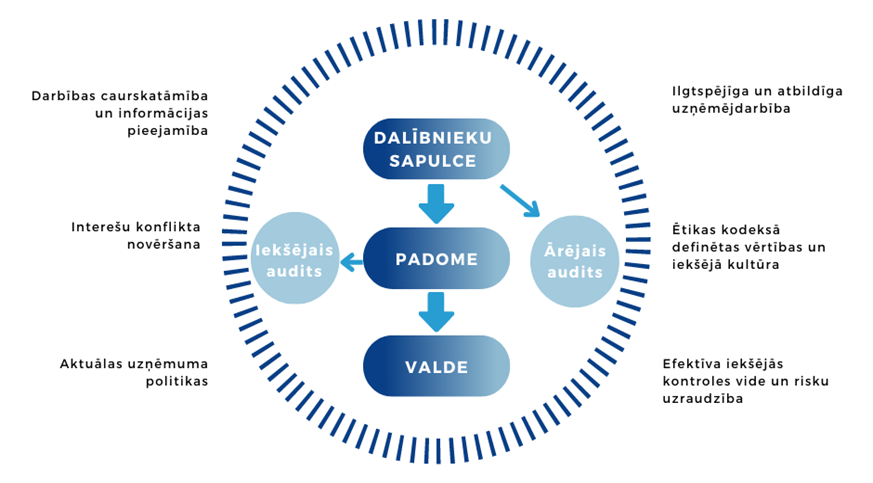 Darbības caurskatāmība
un informācijas
pieejamība
Interešu konflikta
novēršana
Aktuālas uzņēmuma
politikas
DALĪBNIEKU
SAPULCE
Iekšējais
audits
PADOME
Ārējais
audits
VALDE
Ilgtspējīga un atbildīga
uzņēmējdarbība
Ētikas kodeksā
definētas vērtības un
iekšējā kultūra
Efektīva iekšējās
kontroles vide un risku
uzraudzība